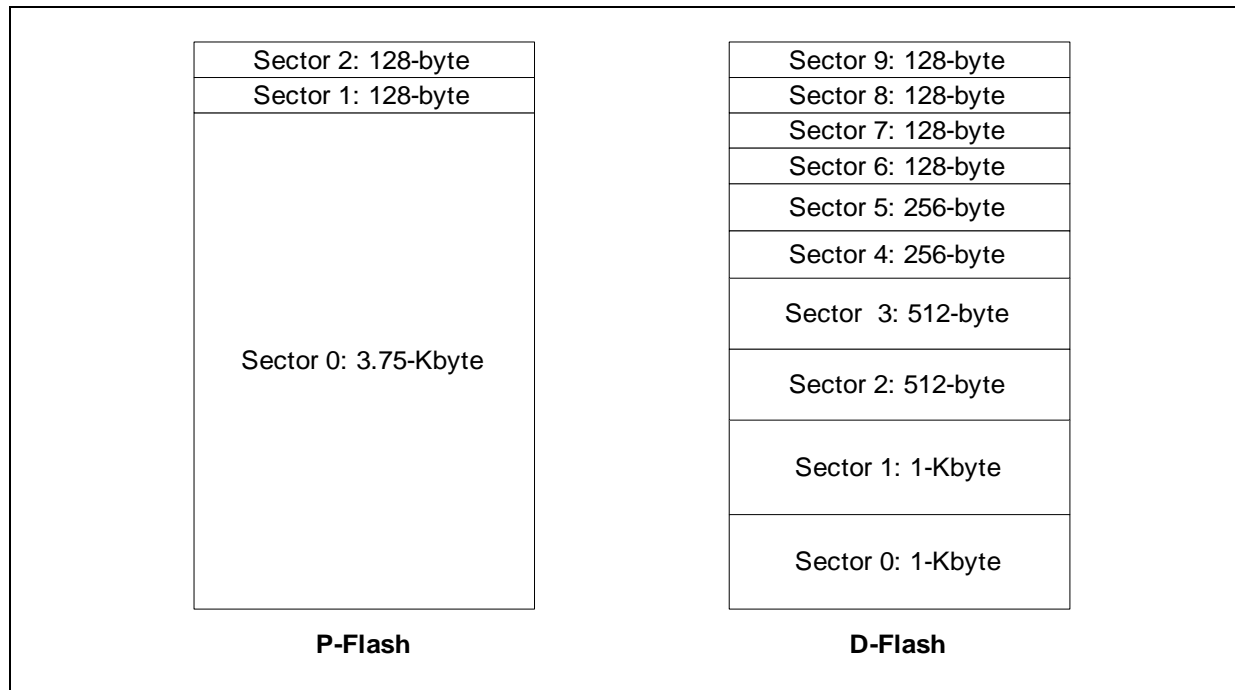 Sector 2: 128-byte
Sector 1: 128-byte
Sector 0: 3.75-Kbyte
P-Flash
Sector 9: 128-byte
Sector 8: 128-byte
Sector 7: 128-byte
Sector 6: 128-byte
Sector 5: 256-byte
Sector 4: 256-byte
Sector 3: 512-byte
Sector 2: 512-byte
Sector 1: 1-Kbyte
Sector 0: 1-Kbyte
D-Flash